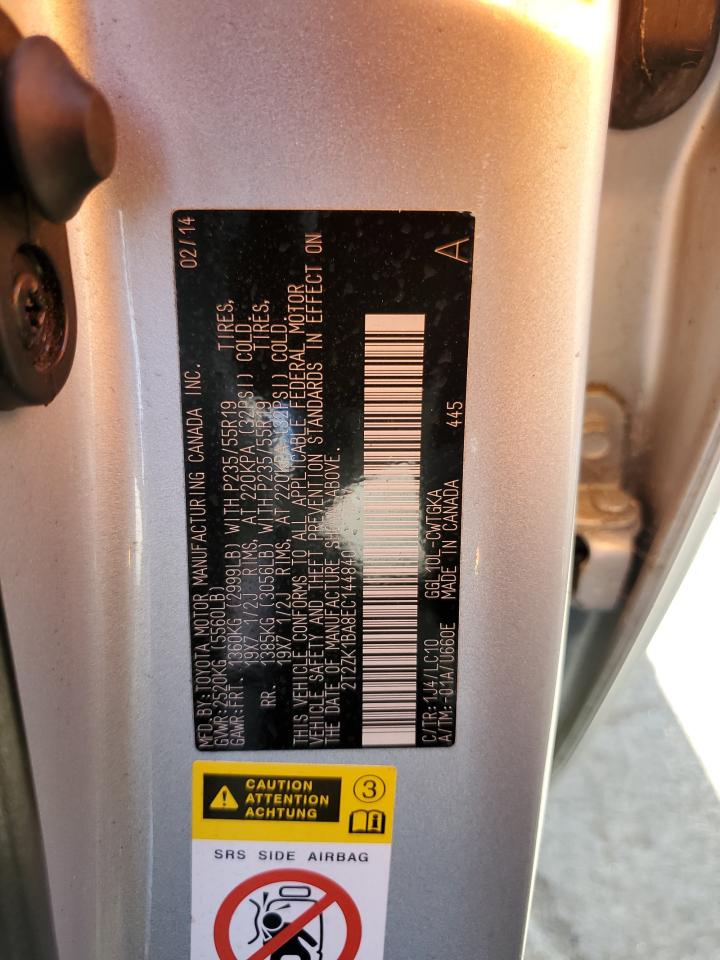 MFD.BY:TOYOTA MOTOR MANUFACTURING CANADA INC. 02/14
GVWR:2520KG (5560LB)
GAWR:FRT. 1360KG (2999LB) WITH P235/55R19 TIRES,
19X7 1/2J RIMS, AT 220KPA (32PSI) COLD.
RR. 1385KG (3056LB) WITH P235/55R19 TIRES,
19X7 1/2J RIMS, AT 220KPA (32PSI) COLD.
THIS VEHICLE CONFORMS TO ALL APPLICABLE FEDERAL MOTOR
VEHICLE SAFETY AND THEFT PREVENTION STANDARDS IN EFFECT ON
THE DATE OF MANUFACTURE SHOWN ABOVE.
2T2ZK1BA8EC144840
A
C/TR: 1J4/LC10 GGL10L-CWTGKA
A/TM:-01A/U660E MADE IN CANADA 445
CAUTION
ATTENTION
ACHTUNG
3
i
SRS SIDE AIRBAG